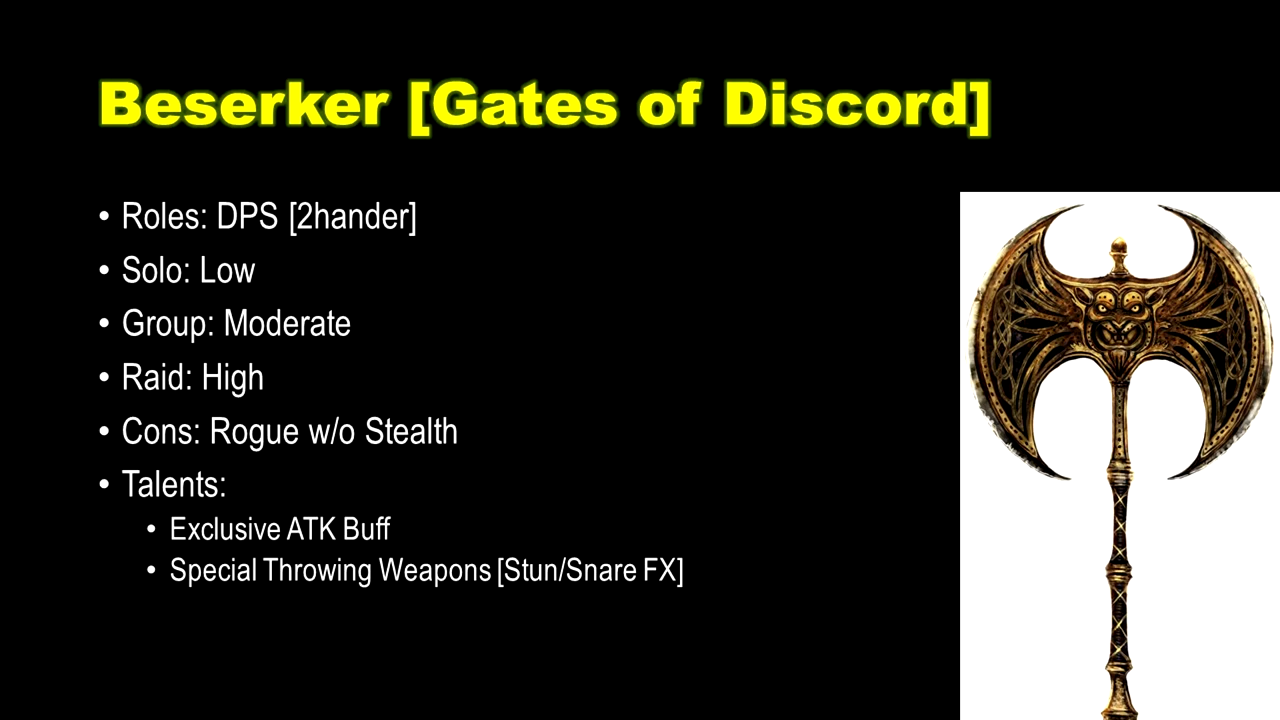 Beserker [Gates of Discord]
• Roles: DPS [2hander]
• Solo: Low
• Group: Moderate
• Raid: High
• Cons: Rogue w/o Stealth
• Talents:
• Exclusive ATK Buff
• Special Throwing Weapons [Stun/Snare FX]